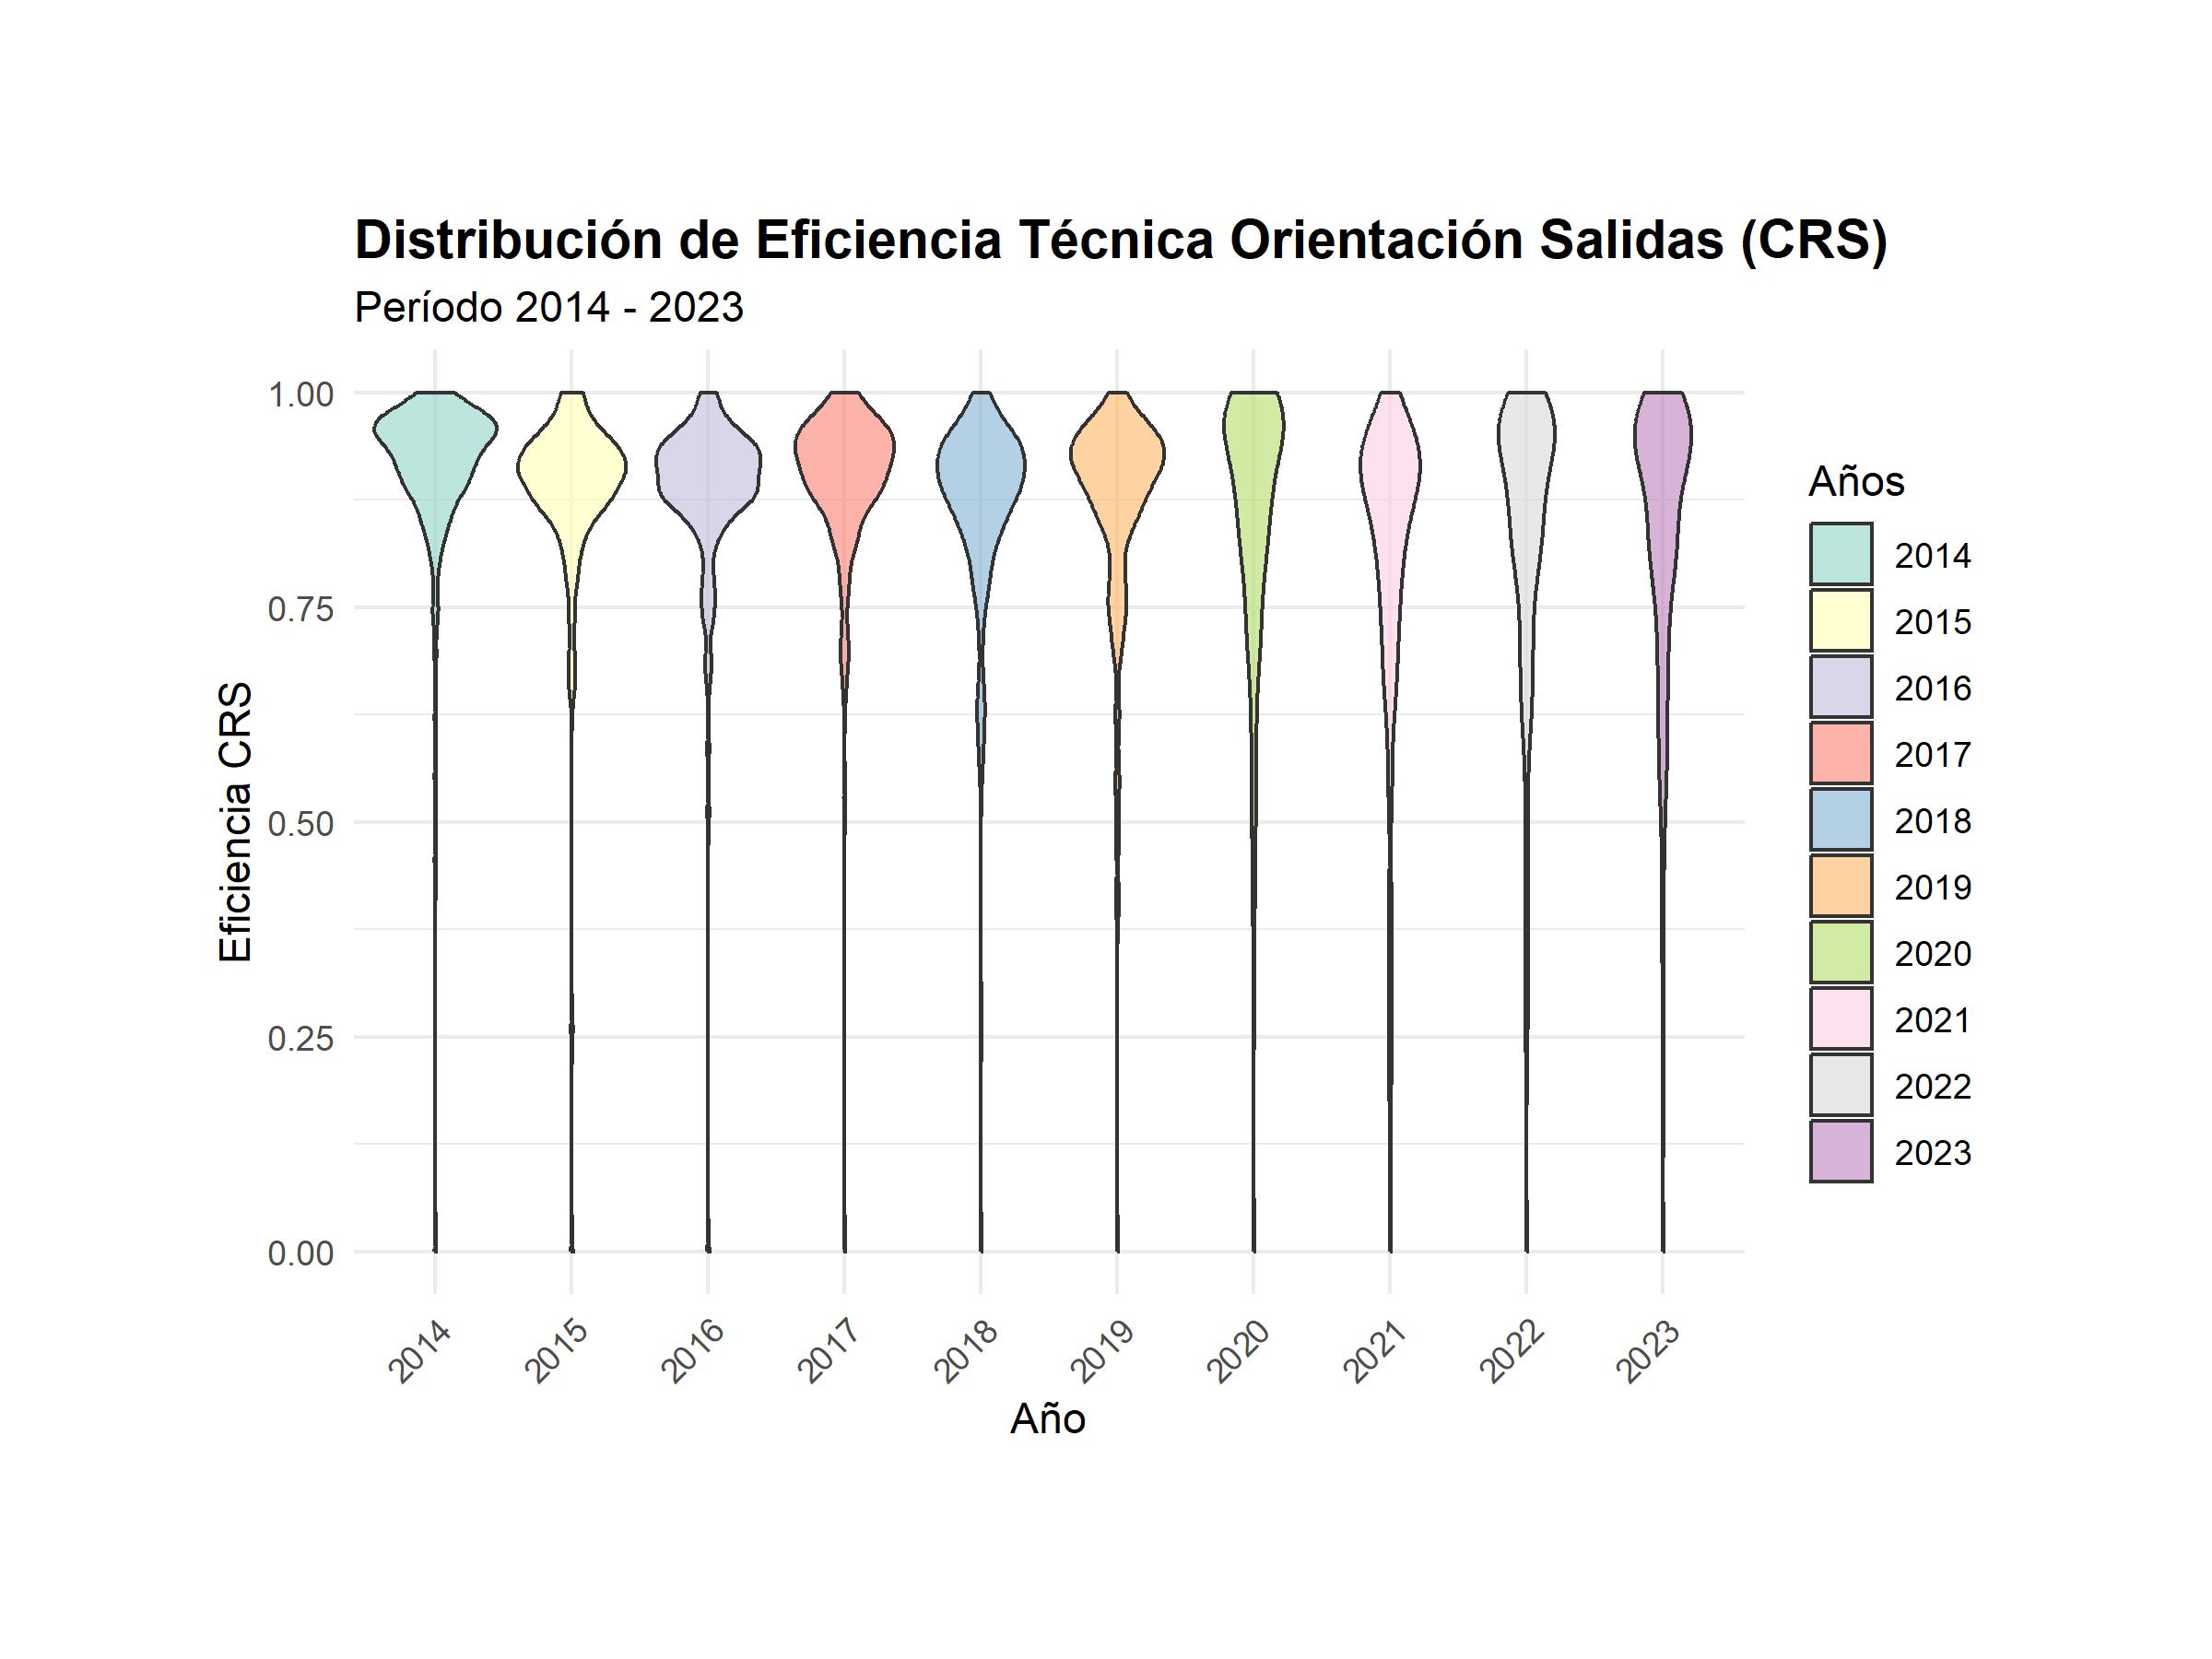 Distribución de Eficiencia Técnica Orientación Salidas (CRS)
Período 2014 - 2023
Eficiencia CRS
1.00
0.75
0.50
0.25
0.00
2014 2015 2016 2017 2018 2019 2020 2021 2022 2023
Año
Años
2014
2015
2016
2017
2018
2019
2020
2021
2022
2023